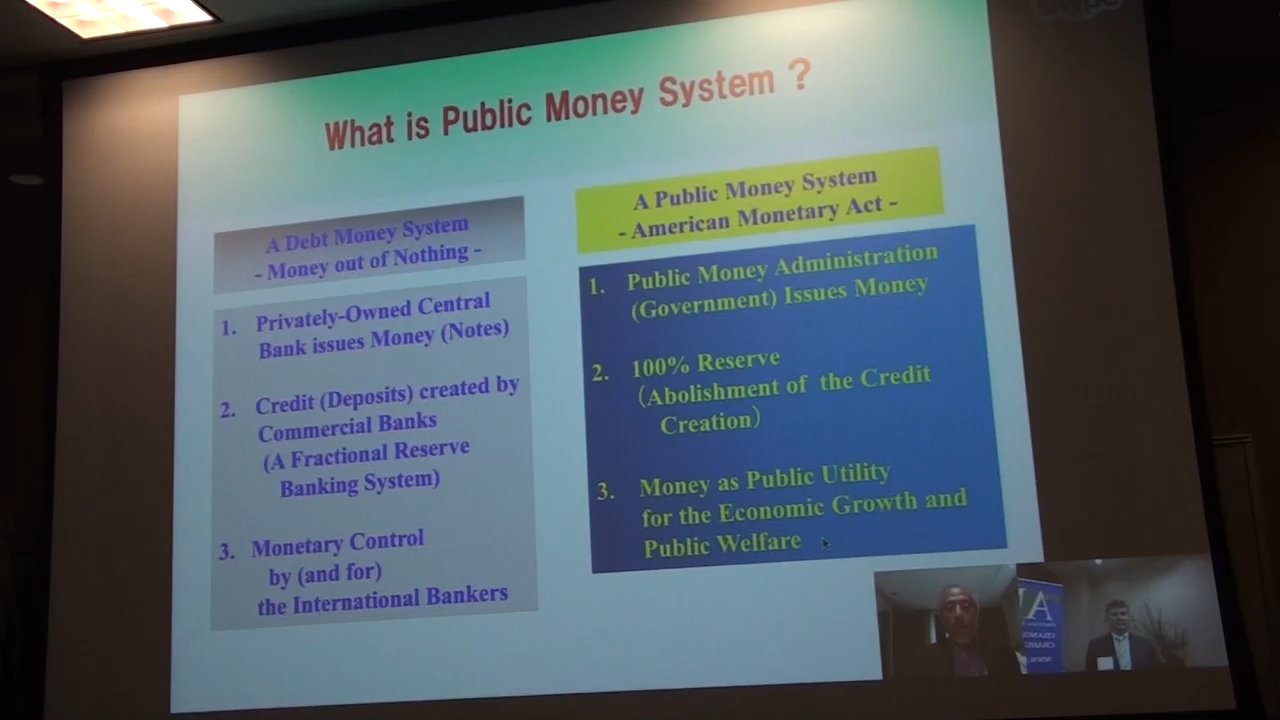 skype
What is Public Money System ?
A Debt Money System
- Money out of Nothing -
1. Privately-Owned Central
Bank issues Money (Notes)
2. Credit (Deposits) created by
Commercial Banks
(A Fractional Reserve
Banking System)
3. Monetary Control
by (and for)
the International Bankers
A Public Money System
- American Monetary Act -
1. Public Money Administration
(Government) Issues Money
2. 100% Reserve
(Abolishment of the Credit
Creation)
3. Money as Public Utility
for the Economic Growth and
Public Welfare